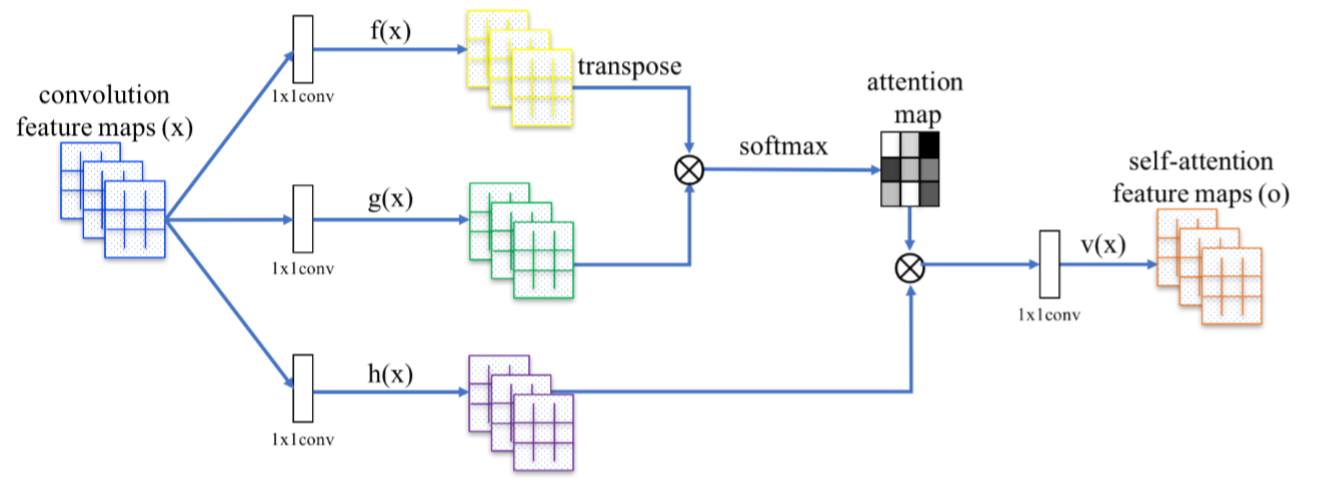 convolution
feature maps (x)
1x1conv
f(x)
transpose
1x1conv
g(x)
1x1conv
h(x)
softmax
attention
map
1x1conv
v(x)
self-attention
feature maps (o)